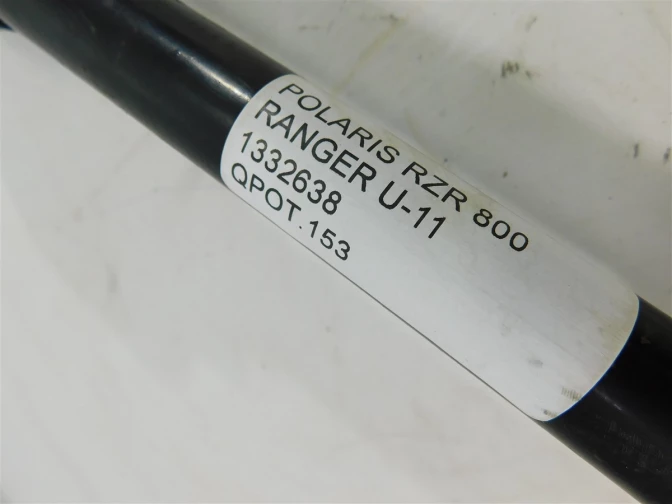 POLARIS RZR 800
RANGER U-11
1332638
QPOT.153